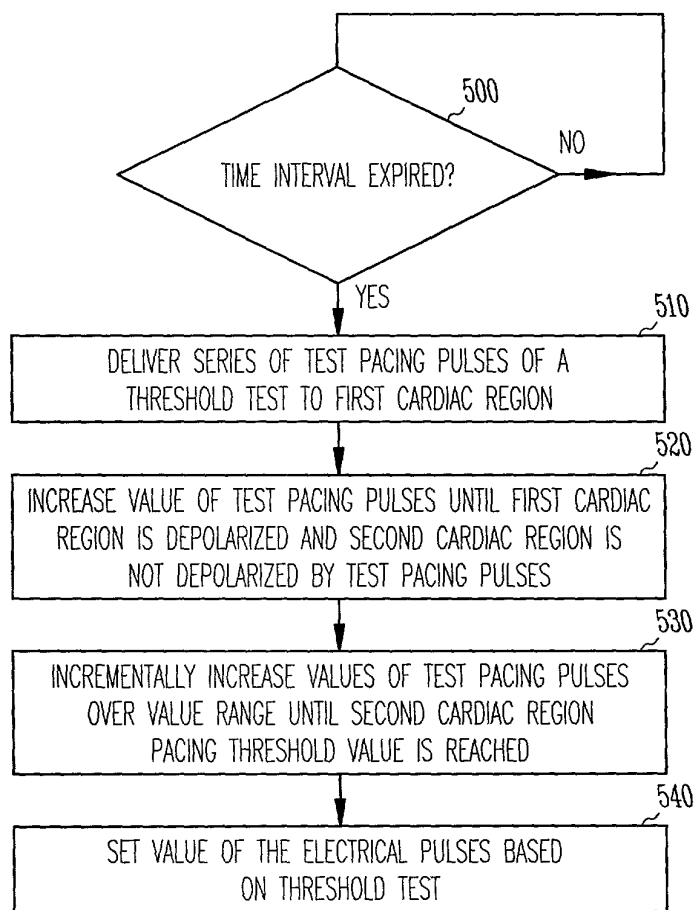 500
TIME INTERVAL EXPIRED?
NO
YES
510
DELIVER SERIES OF TEST PACING PULSES OF A
THRESHOLD TEST TO FIRST CARDIAC REGION
520
INCREASE VALUE OF TEST PACING PULSES UNTIL FIRST CARDIAC
REGION IS DEPOLARIZED AND SECOND CARDIAC REGION IS
NOT DEPOLARIZED BY TEST PACING PULSES
530
INCREMENTALLY INCREASE VALUES OF TEST PACING PULSES
OVER VALUE RANGE UNTIL SECOND CARDIAC REGION
PACING THRESHOLD VALUE IS REACHED
540
SET VALUE OF THE ELECTRICAL PULSES BASED
ON THRESHOLD TEST